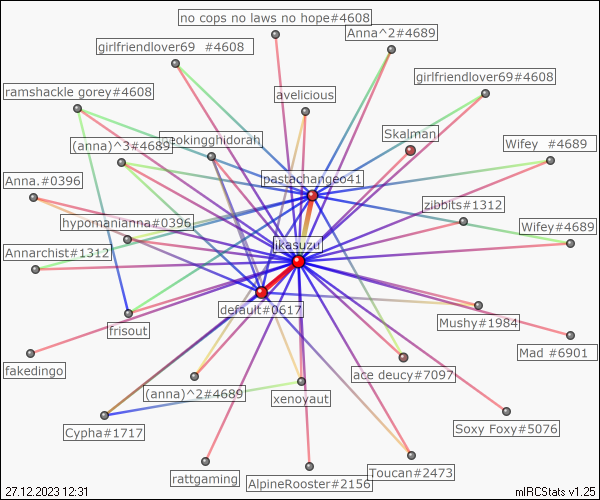 no cops no laws no hope#4608
Anna^2#4689
girlfriendlover69 #4608
girlfriendlover69#4608
ramshackle gorey#4608
avelicious
Skalman
(anna)^3#4689
eokingghidorah
Wifey #4689
Anna.#0396
pastachangeo41
zibbits#1312
hypomanianna#0396
Wifey#4689
Annarchist#1312
ikasuzu
default#0617
frisout
Mushy#1984
Mad #6901
fakedingo
ace deucy#7097
(anna)^2#4689
xenoyaut
Cypha#1717
Soxy Foxy#5076
rattgaming
Toucan#2473
AlpineRooster#2156
27.12.2023 12:31
mIRCStats v1.25